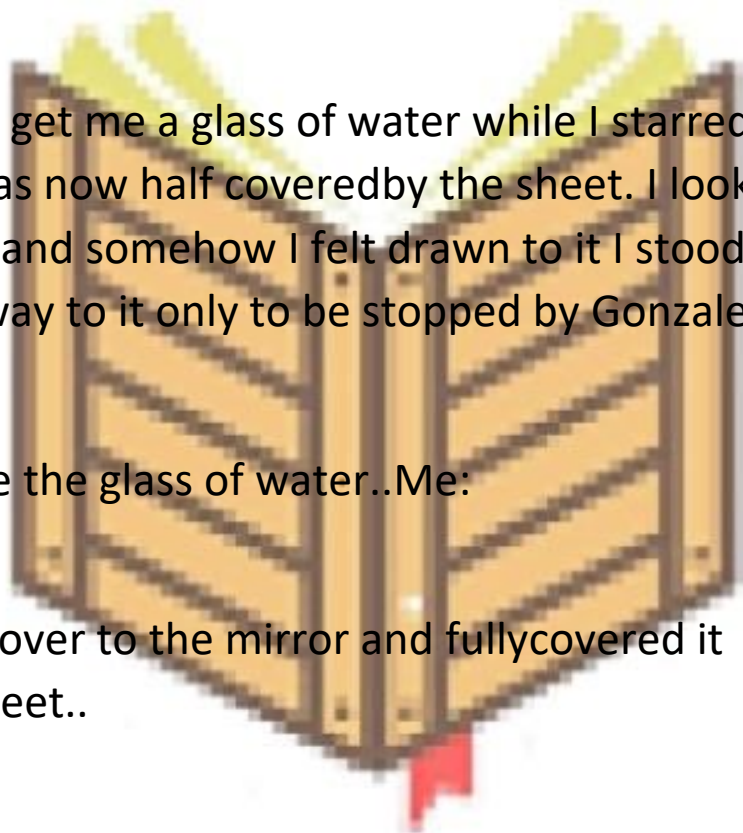 get me a glass of water while I starred
as now half coveredby the sheet. I look
and somehow I felt drawn to it I stood
way to it only to be stopped by Gonzale
e the glass of water..Me:
over to the mirror and fullycovered it
eet..